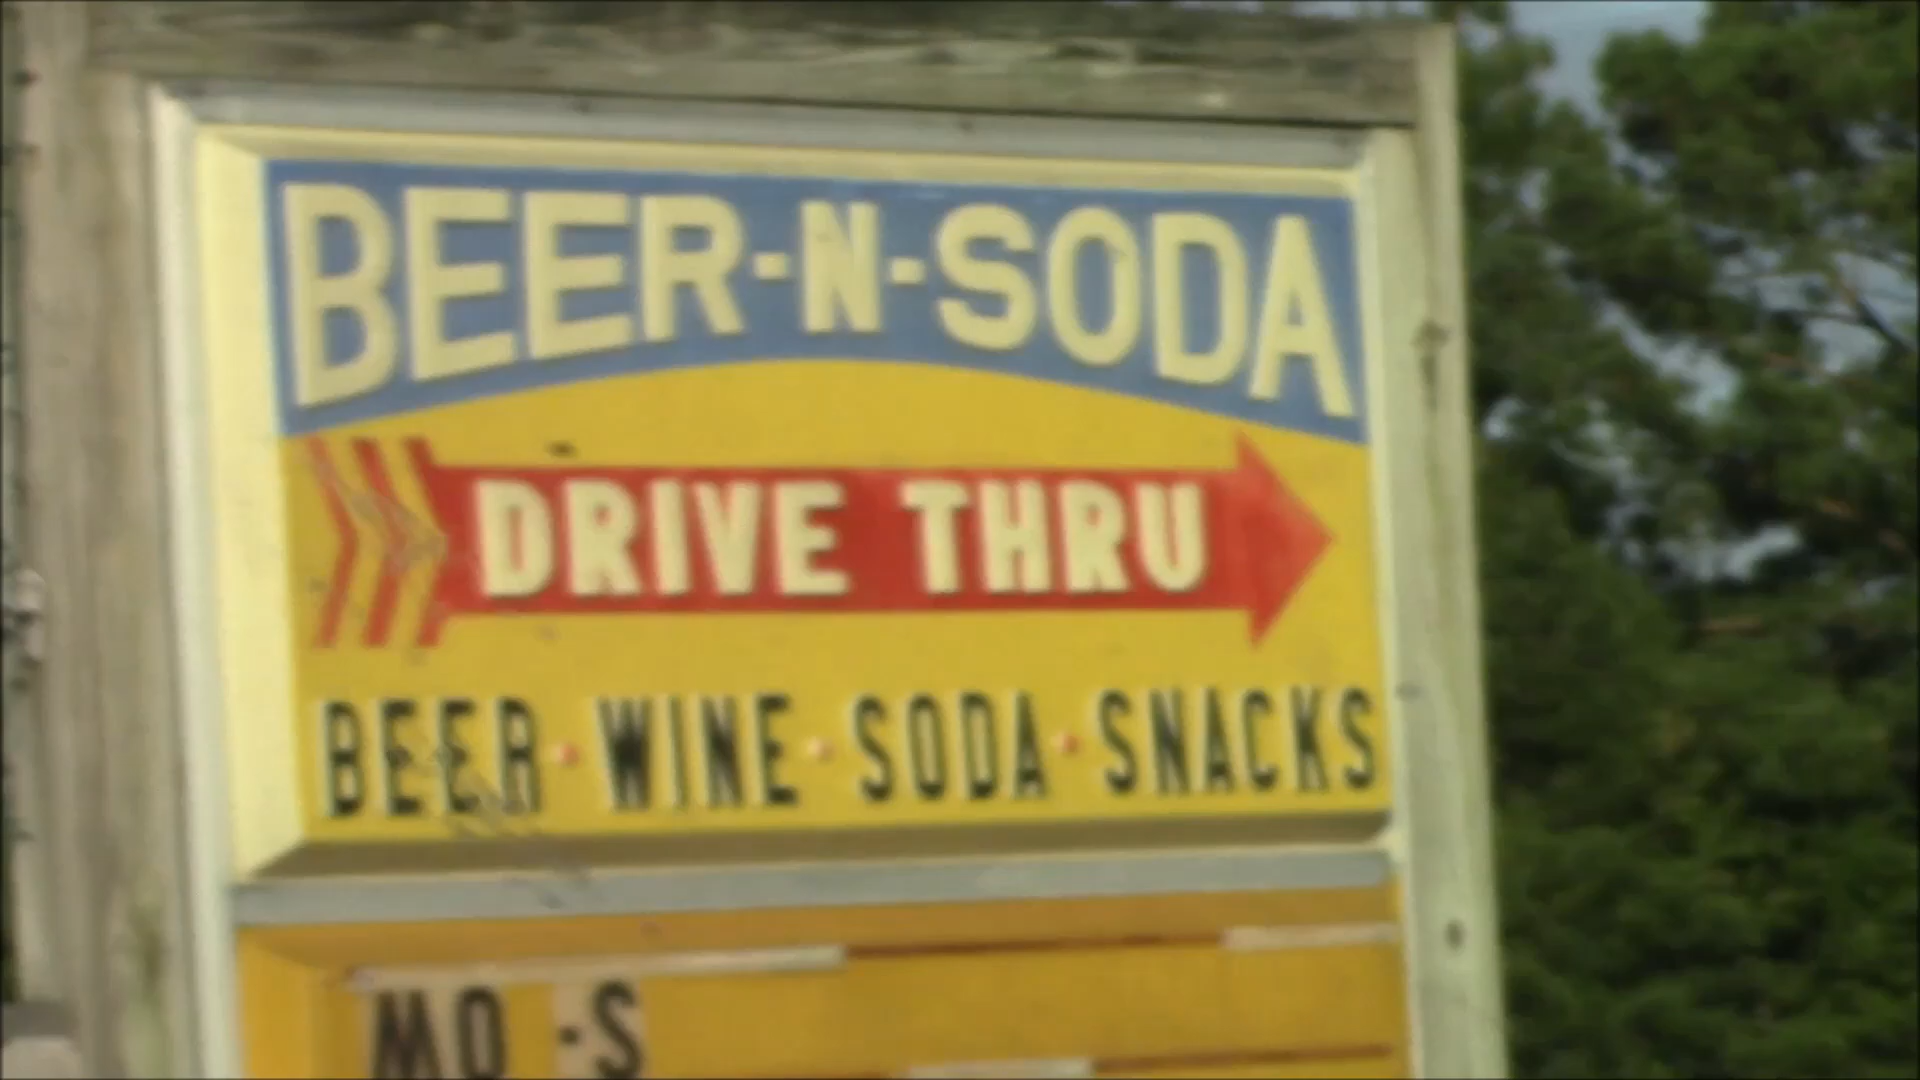 BEER-N-SODA
DRIVE THRU
BEER · WINE · SODA · SNACKS
MO -S